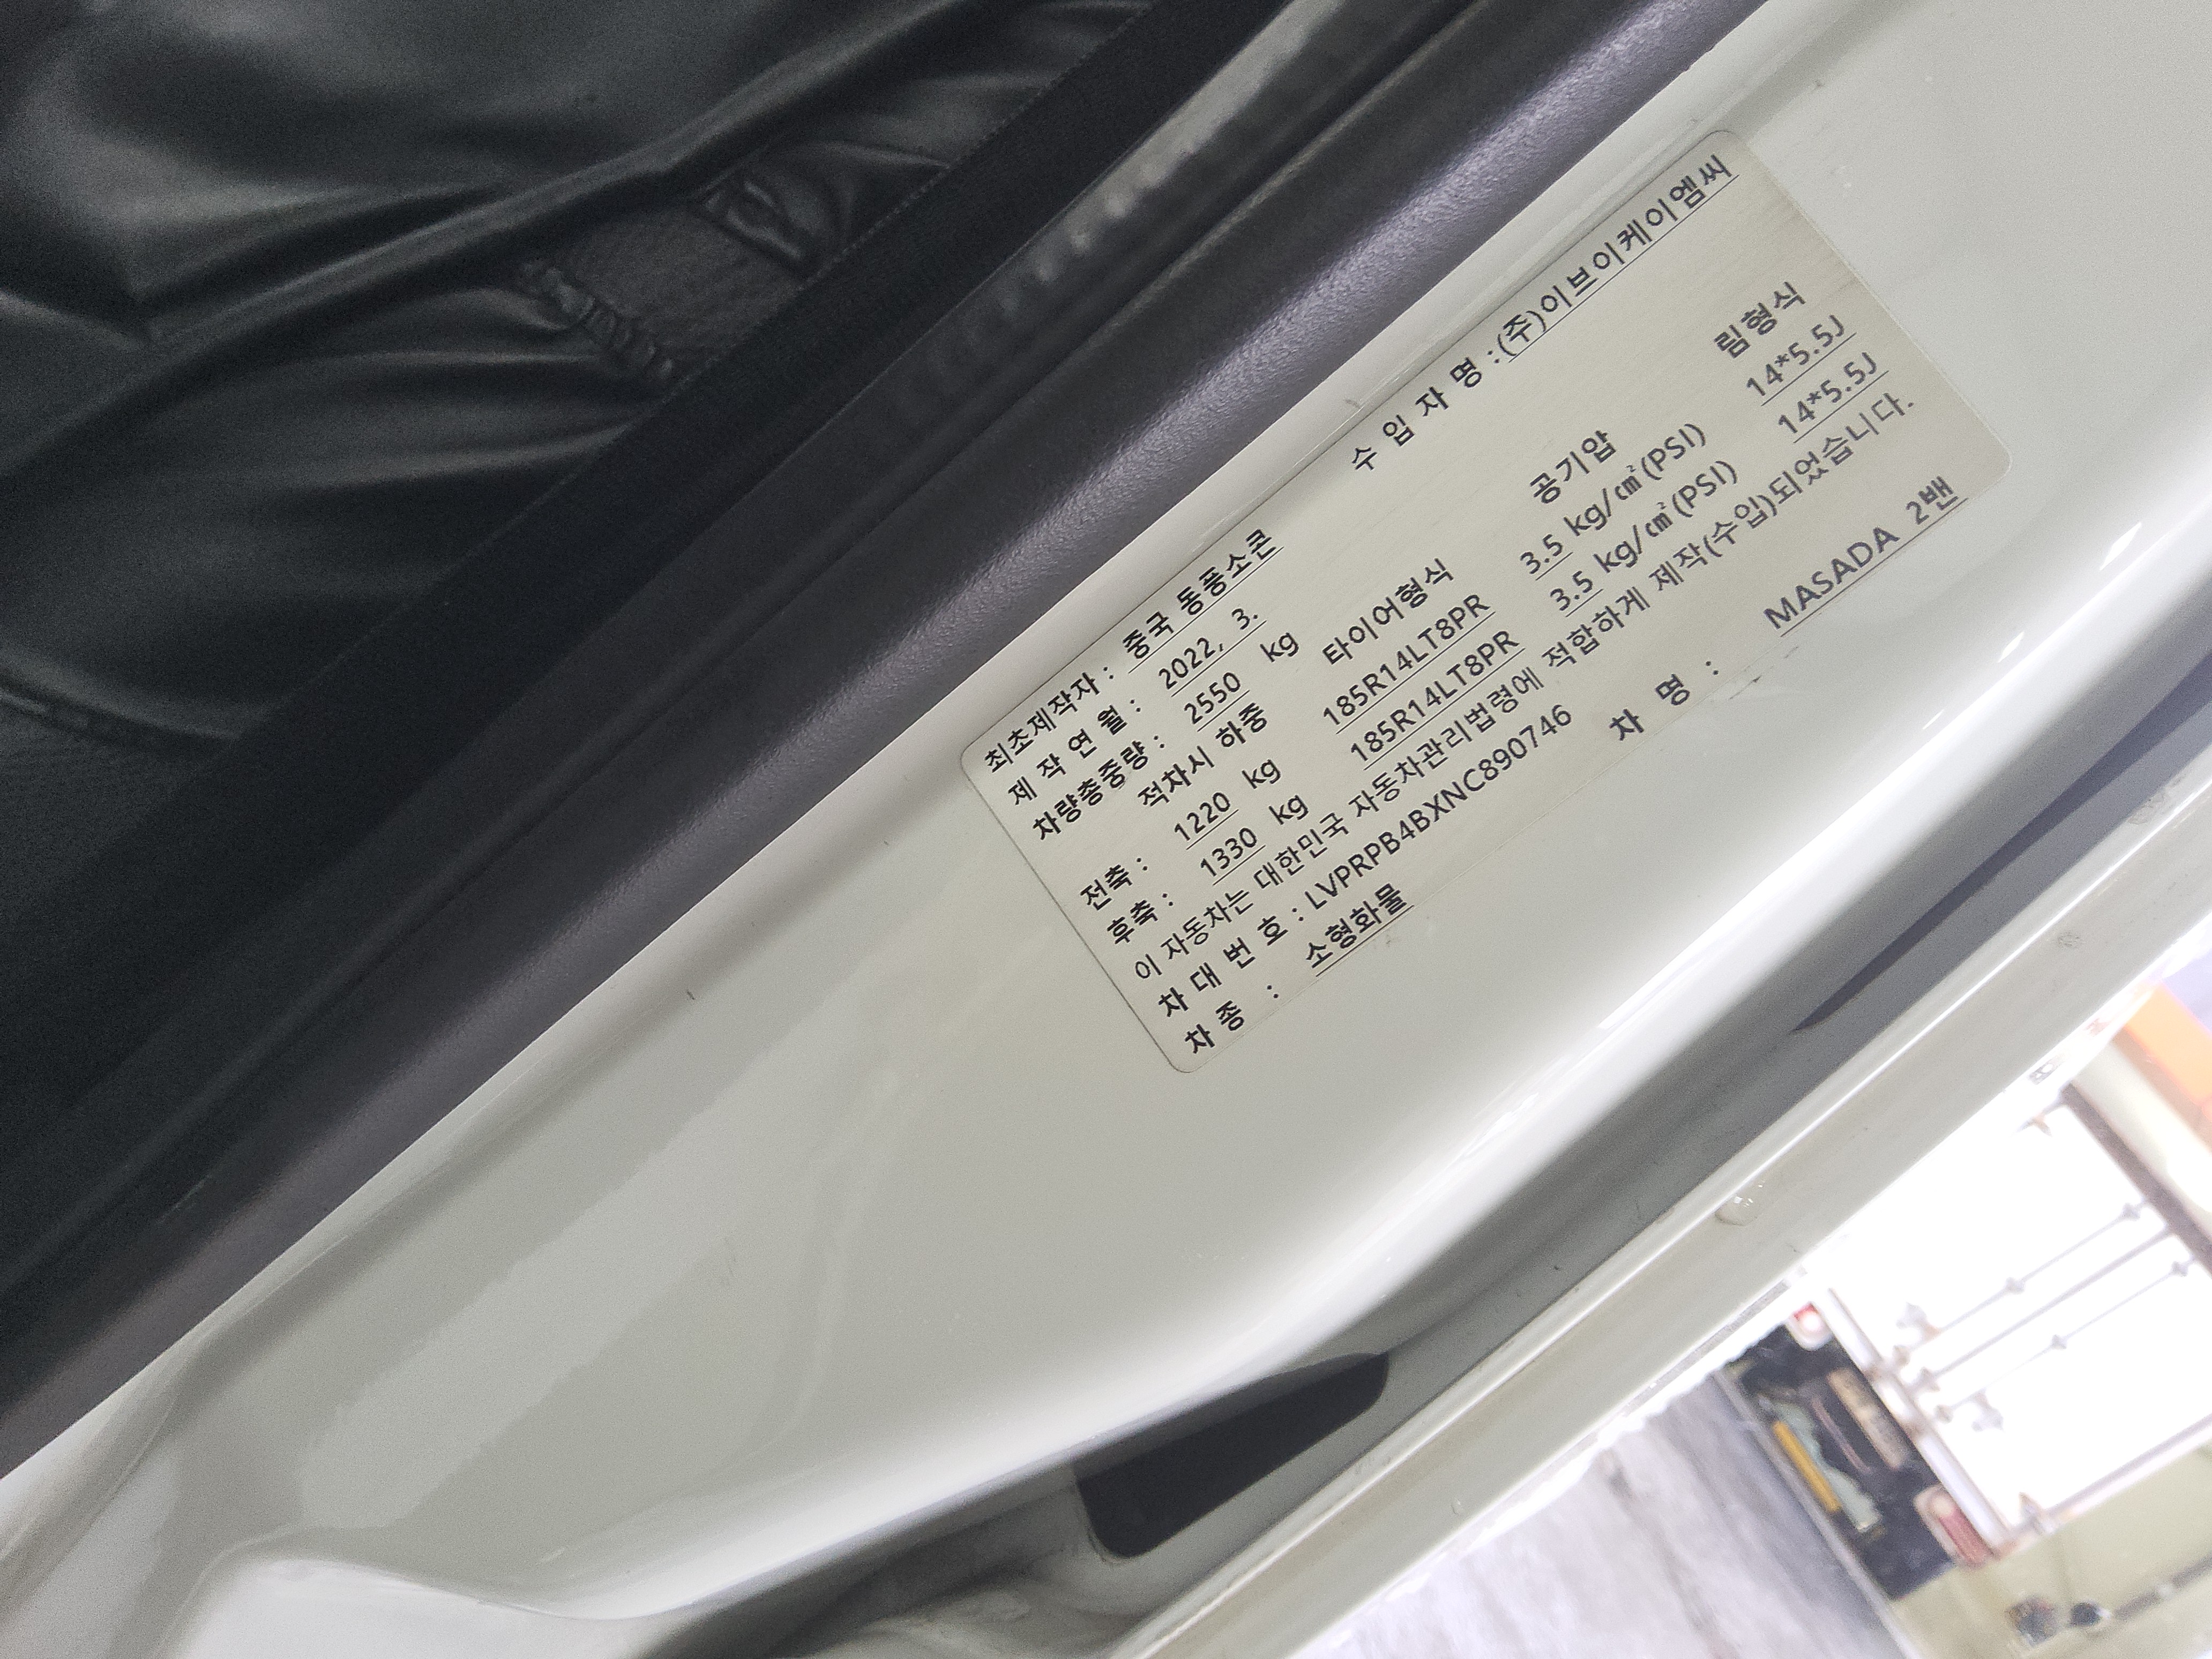 최초제작자 : 중국 동풍소콘 수 입 자 명 :(주)이브이케이엠씨
제 작 연 월 : 2022, 3.
차량총중량 : 2550 kg
적차시 하중 타이어형식 공기압 림형식
전축 : 1220 kg 185R14LT8PR 3.5 kg/㎠(PSI) 14*5.5J
후축 : 1330 kg 185R14LT8PR 3.5 kg/㎠(PSI) 14*5.5J
이 자동차는 대한민국 자동차관리법령에 적합하게 제작(수입)되었습니다.
차 대 번 호 : LVPRPB4BXNC890746
차 종 : 소형화물 차 명 : MASADA 2밴